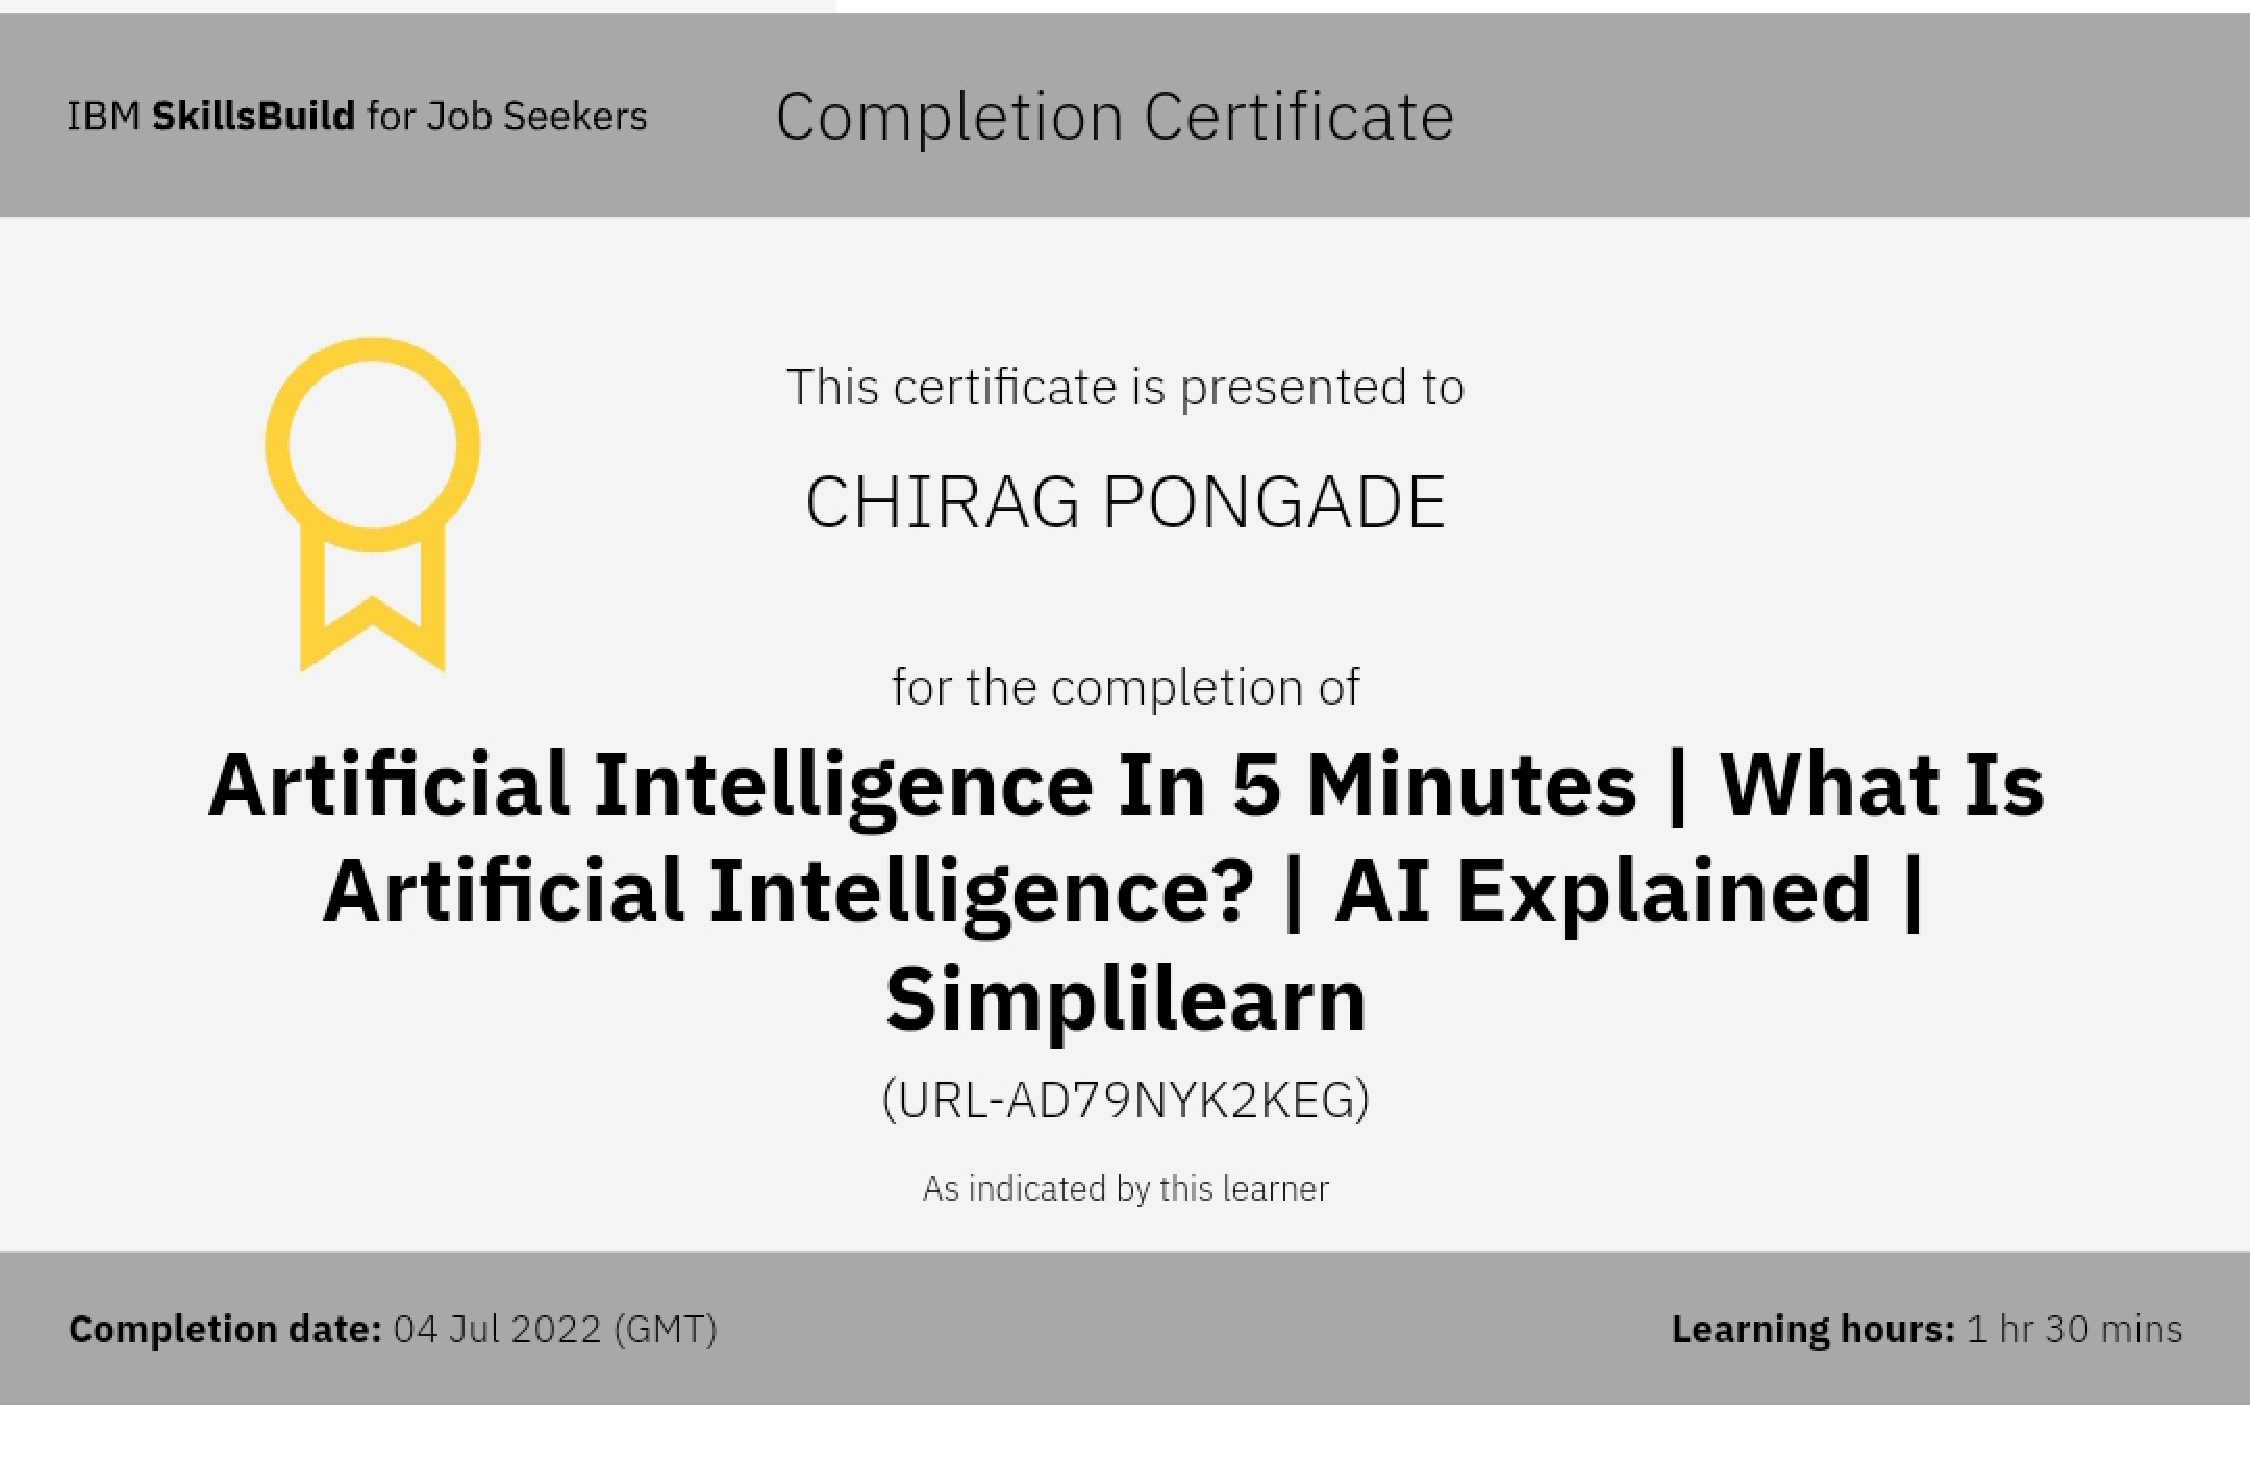 IBM SkillsBuild for Job Seekers
Completion Certificate
This certificate is presented to
CHIRAG PONGADE
for the completion of
Artificial Intelligence In 5 Minutes | What Is
Artificial Intelligence? | AI Explained |
Simplilearn
(URL-AD79NYK2KEG)
As indicated by this learner
Completion date: 04 Jul 2022 (GMT)
Learning hours: 1 hr 30 mins